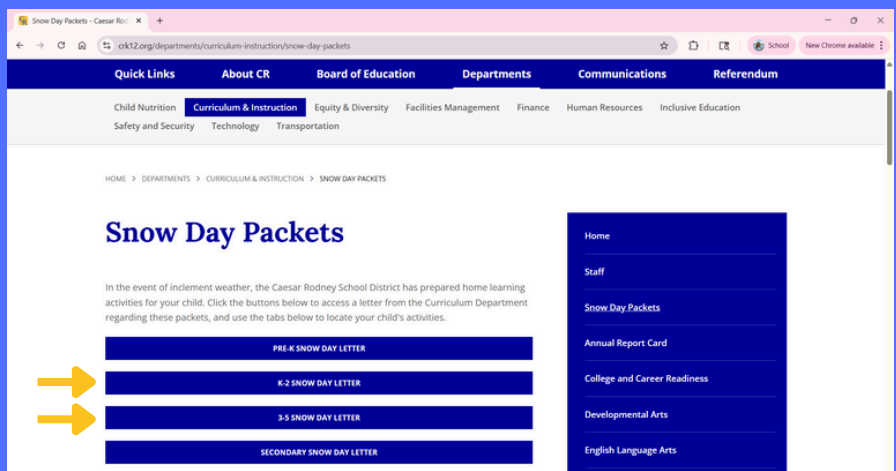 Snow Day Packets - Caesar Rod
crk12.org/departments/curriculum-instruction/snow-day-packets
School
New Chrome available
Quick Links About CR Board of Education Departments Communications Referendum
Child Nutrition Curriculum & Instruction Equity & Diversity Facilities Management Finance Human Resources Inclusive Education
Safety and Security Technology Transportation
HOME > DEPARTMENTS > CURRICULUM & INSTRUCTION > SNOW DAY PACKETS
Snow Day Packets
In the event of inclement weather, the Caesar Rodney School District has prepared home learning
activities for your child. Click the buttons below to access a letter from the Curriculum Department
regarding these packets, and use the tabs below to locate your child's activities.
PRE-K SNOW DAY LETTER
K-2 SNOW DAY LETTER
3-5 SNOW DAY LETTER
SECONDARY SNOW DAY LETTER
Home
Staff
Snow Day Packets
Annual Report Card
College and Career Readiness
Developmental Arts
English Language Arts